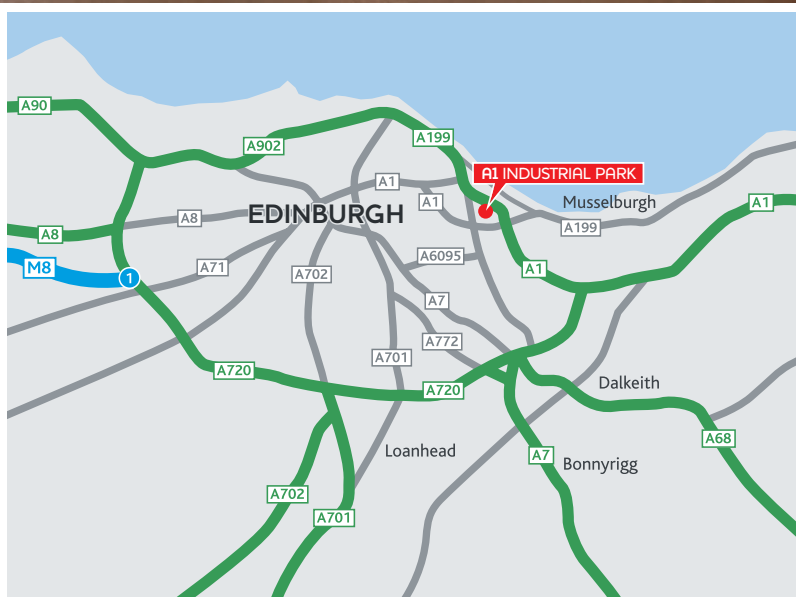 A90
A902
A199
A1 INDUSTRIAL PARK
A1
A1
Musselburgh
A1
A8
EDINBURGH
A199
A8
M8
1
A71
A702
A6095
A1
A7
A772
A701
A720
A720
Dalkeith
A68
Loanhead
A7
Bonnyrigg
A702
A701